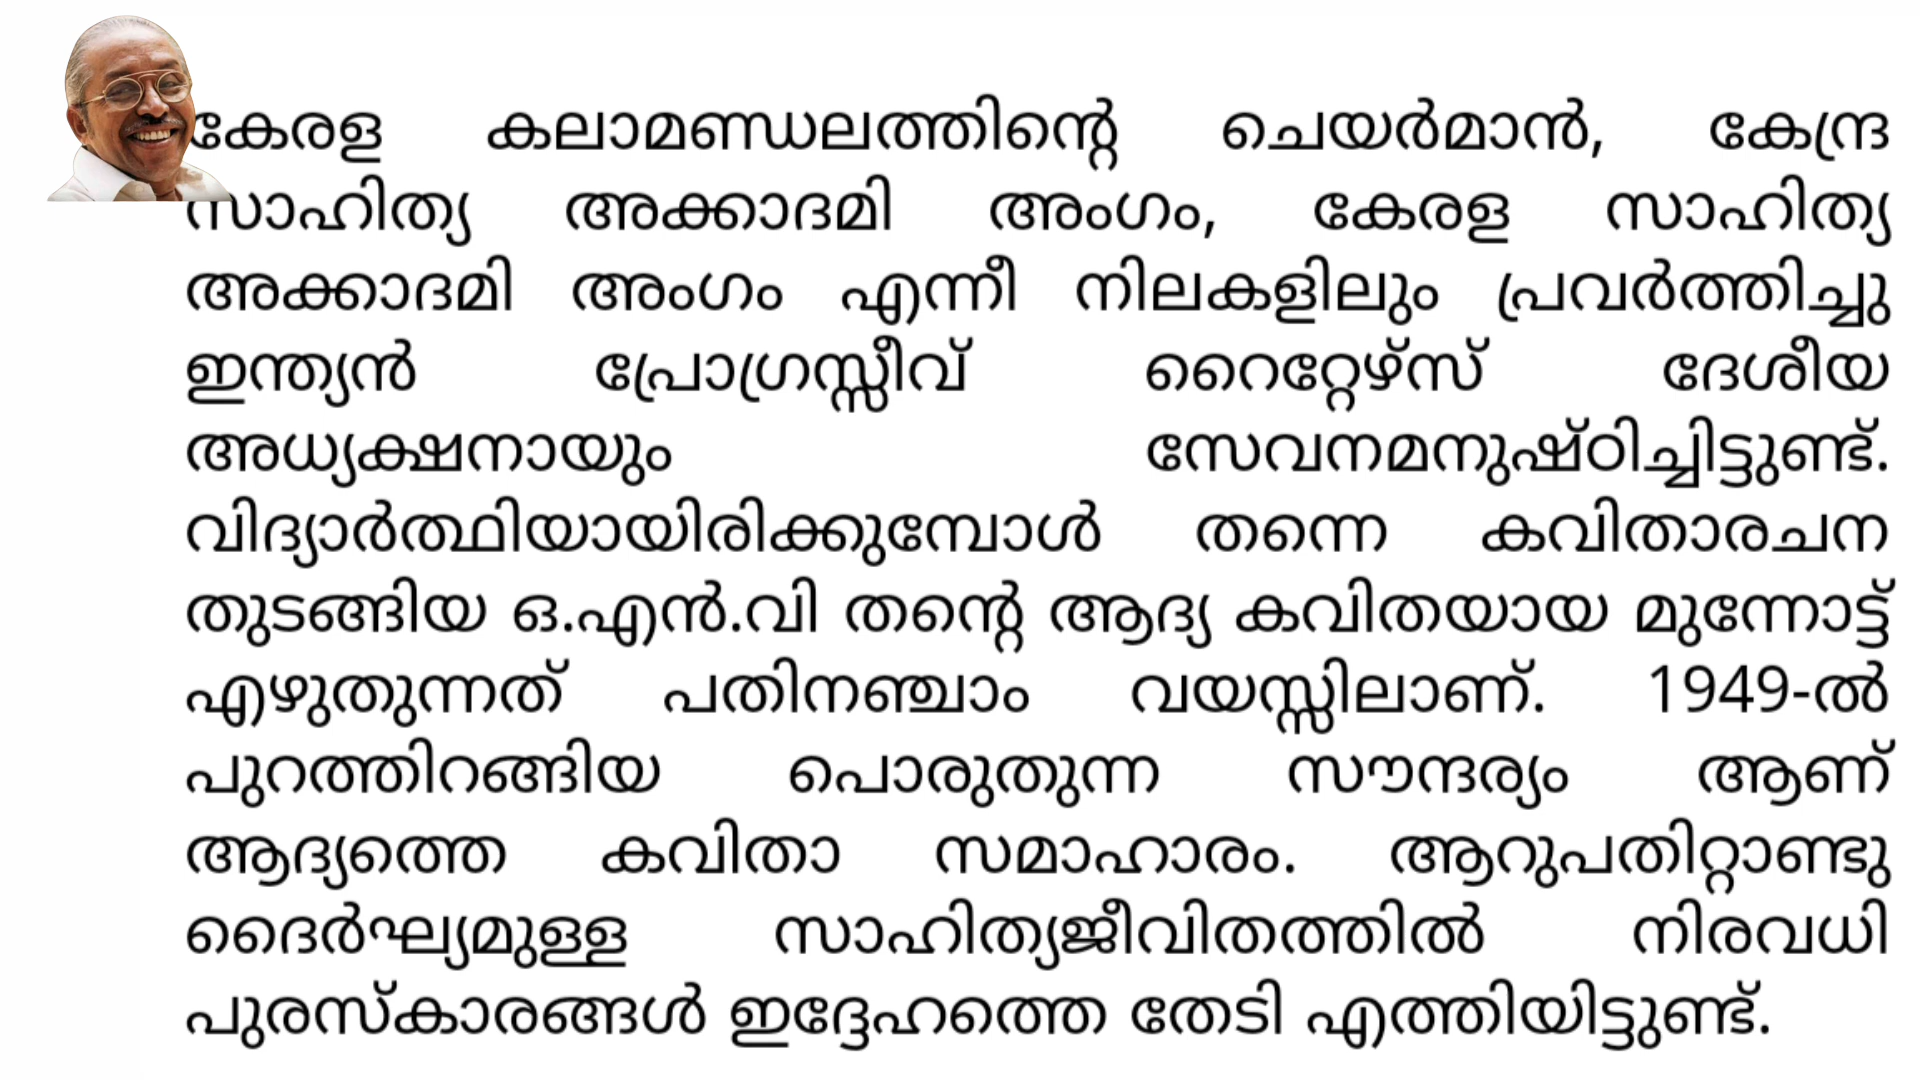 കേരള കലാമണ്ഡലത്തിന്റെ ചെയർമാൻ, കേന്ദ്ര
സാഹിത്യ അക്കാദമി അംഗം, കേരള സാഹിത്യ
അക്കാദമി അംഗം എന്നീ നിലകളിലും പ്രവർത്തിച്ചു
ഇന്ത്യൻ പ്രോഗ്രസ്സീവ് റൈറ്റേഴ്സ് ദേശീയ
അധ്യക്ഷനായും സേവനമനുഷ്ഠിച്ചിട്ടുണ്ട്.
വിദ്യാർത്ഥിയായിരിക്കുമ്പോൾ തന്നെ കവിതാരചന
തുടങ്ങിയ ഒ.എൻ.വി തന്റെ ആദ്യ കവിതയായ മുന്നോട്ട്
എഴുതുന്നത് പതിനഞ്ചാം വയസ്സിലാണ്. 1949-ൽ
പുറത്തിറങ്ങിയ പൊരുതുന്ന സൗന്ദര്യം ആണ്
ആദ്യത്തെ കവിതാ സമാഹാരം. ആറുപതിറ്റാണ്ടു
ദൈർഘ്യമുള്ള സാഹിത്യജീവിതത്തിൽ നിരവധി
പുരസ്കാരങ്ങൾ ഇദ്ദേഹത്തെ തേടി എത്തിയിട്ടുണ്ട്.